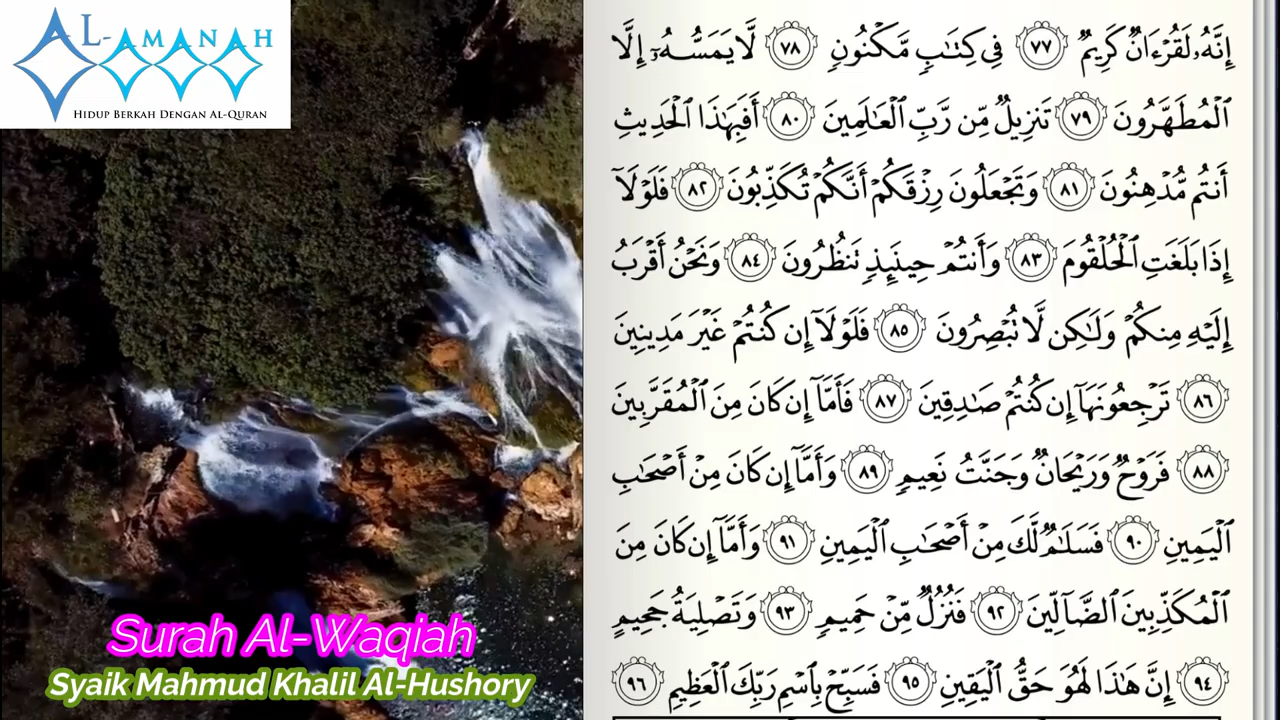 AL-AMANAH
HIDUP BERKAH DENGAN AL-QURAN
Surah Al-Waqiah
Syaik Mahmud Khalil Al-Hushory
إِنَّهُۥ لَقُرۡءَانٌ كَرِيمٌ ٧٧ فِي كِتَٰبٍ مَّكۡنُونٍ ٧٨ لَّا يَمَسُّهُۥٓ إِلَّا
ٱلۡمُطَهَّرُونَ ٧٩ تَنزِيلٌ مِّن رَّبِّ ٱلۡعَٰلَمِينَ ٨٠ أَفَبِهَٰذَا ٱلۡحَدِيثِ
أَنتُم مُّدۡهِنُونَ ٨١ وَتَجۡعَلُونَ رِزۡقَكُمۡ أَنَّكُمۡ تُكَذِّبُونَ ٨٢ فَلَوۡلَآ
إِذَا بَلَغَتِ ٱلۡحُلۡقُومَ ٨٣ وَأَنتُمۡ حِينَئِذٍ تَنظُرُونَ ٨٤ وَنَحۡنُ أَقۡرَبُ
إِلَيۡهِ مِنكُمۡ وَلَٰكِن لَّا تُبۡصِرُونَ ٨٥ فَلَوۡلَآ إِن كُنتُمۡ غَيۡرَ مَدِينِينَ
٨٦ تَرۡجِعُونَهَآ إِن كُنتُمۡ صَٰدِقِينَ ٨٧ فَأَمَّآ إِن كَانَ مِنَ ٱلۡمُقَرَّبِينَ
٨٨ فَرَوۡحٌ وَرَيۡحَانٌ وَجَنَّتُ نَعِيمٍ ٨٩ وَأَمَّآ إِن كَانَ مِنۡ أَصۡحَٰبِ
ٱلۡيَمِينِ ٩٠ فَسَلَٰمٌ لَّكَ مِنۡ أَصۡحَٰبِ ٱلۡيَمِينِ ٩١ وَأَمَّآ إِن كَانَ مِنَ
ٱلۡمُكَذِّبِينَ ٱلضَّآلِّينَ ٩٢ فَنُزُلٌ مِّنۡ حَمِيمٍ ٩٣ وَتَصۡلِيَةُ جَحِيمٍ
٩٤ إِنَّ هَٰذَا لَهُوَ حَقُّ ٱلۡيَقِينِ ٩٥ فَسَبِّحۡ بِٱسۡمِ رَبِّكَ ٱلۡعَظِيمِ ٩٦